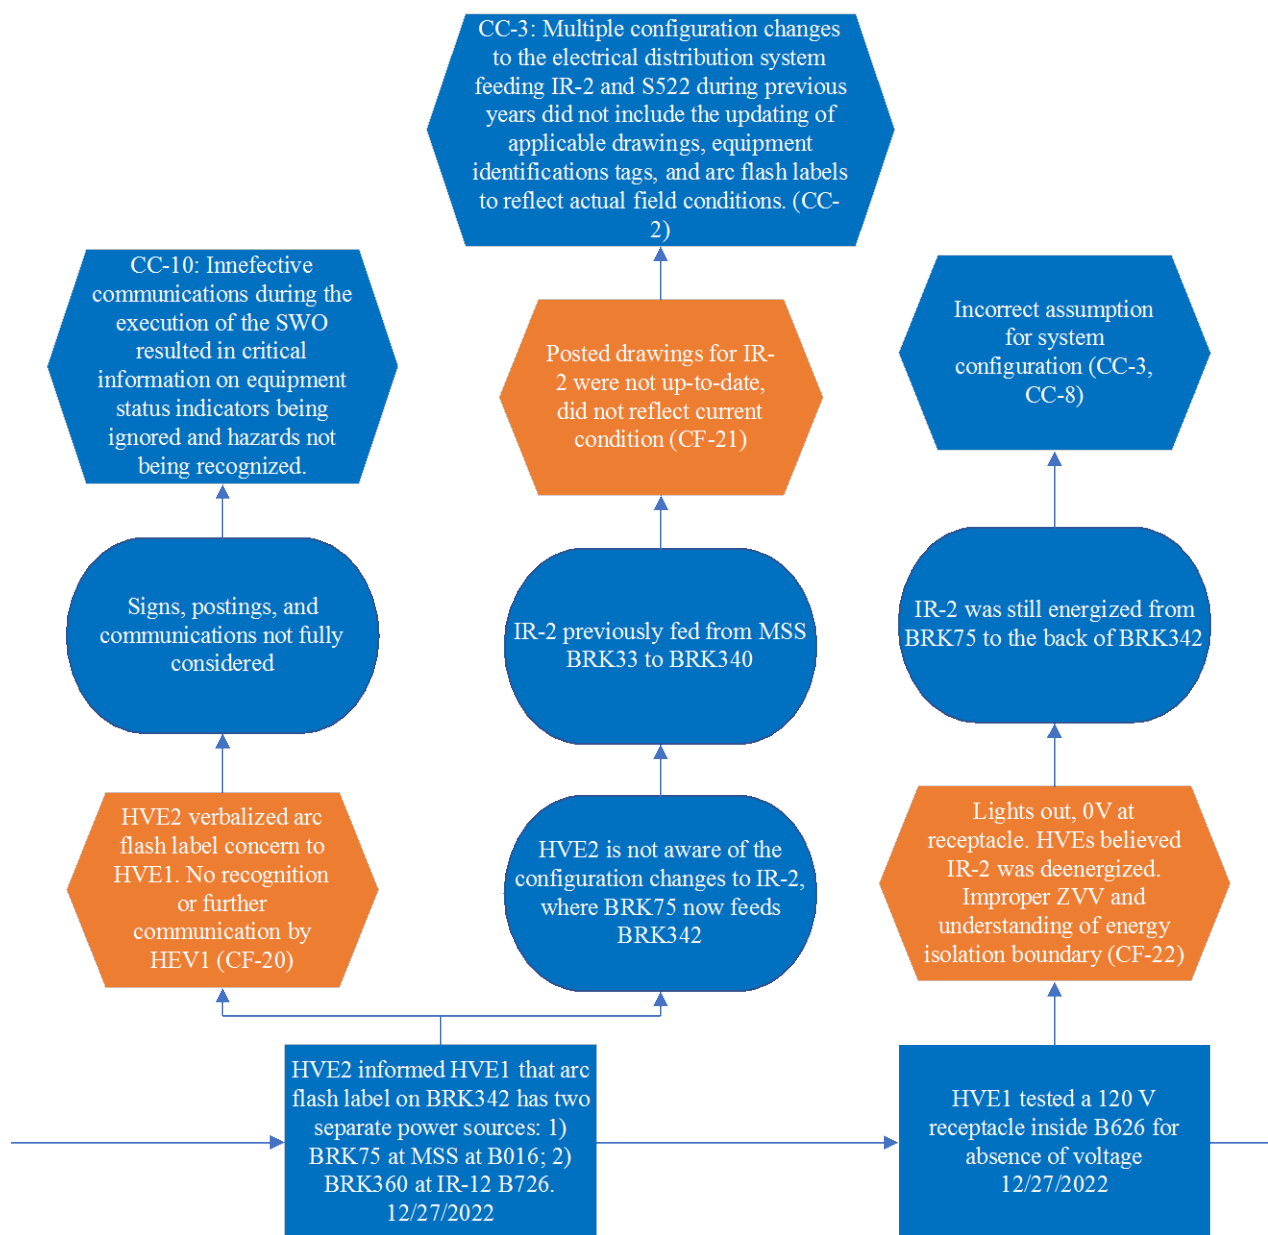 CC-3: Multiple configuration changes
to the electrical distribution system
feeding IR-2 and S522 during previous
years did not include the updating of
applicable drawings, equipment
identifications tags, and arc flash labels
to reflect actual field conditions. (CC-
2)
CC-10: Innefective
communications during the
execution of the SWO
resulted in critical
information on equipment
status indicators being
ignored and hazards not
being recognized.
Posted drawings for IR-
2 were not up-to-date,
did not reflect current
condition (CF-21)
Incorrect assumption
for system
configuration (CC-3,
CC-8)
Signs, postings, and
communications not fully
considered
IR-2 previously fed from MSS
BRK33 to BRK340
IR-2 was still energized from
BRK75 to the back of BRK342
HVE2 verbalized arc
flash label concern to
HVE1. No recognition
or further
communication by
HEV1 (CF-20)
HVE2 is not aware of the
configuration changes to IR-2,
where BRK75 now feeds
BRK342
Lights out, 0V at
receptacle. HVEs believed
IR-2 was deenergized.
Improper ZVV and
understanding of energy
isolation boundary (CF-22)
HVE2 informed HVE1 that arc
flash label on BRK342 has two
separate power sources: 1)
BRK75 at MSS at B016; 2)
BRK360 at IR-12 B726.
12/27/2022
HVE1 tested a 120 V
receptacle inside B626 for
absence of voltage
12/27/2022